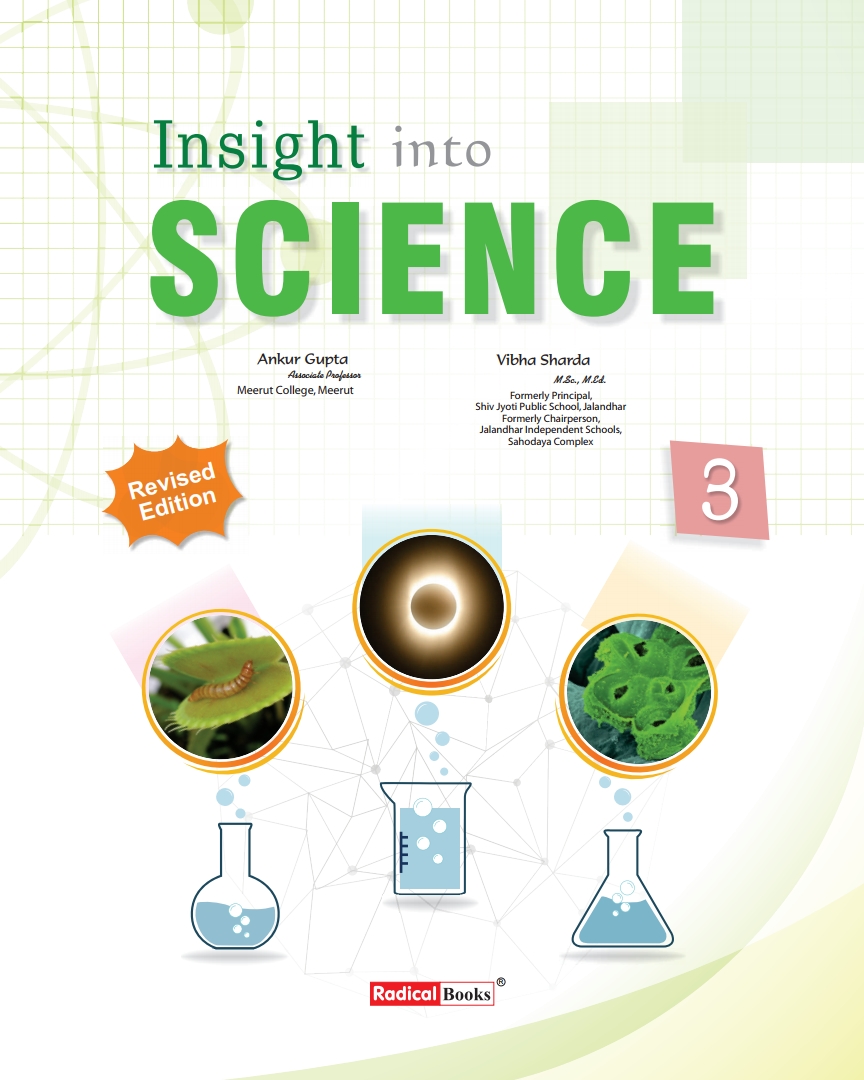 Insight into
SCIENCE
Ankur Gupta
Associate Professor
Meerut College, Meerut
Vibha Sharda
M.Sc., M.Ed.
Formerly Principal,
Shiv Jyoti Public School, Jalandhar
Formerly Chairperson,
Jalandhar Independent Schools,
Sahodaya Complex
Revised
Edition
3
Radical Books®